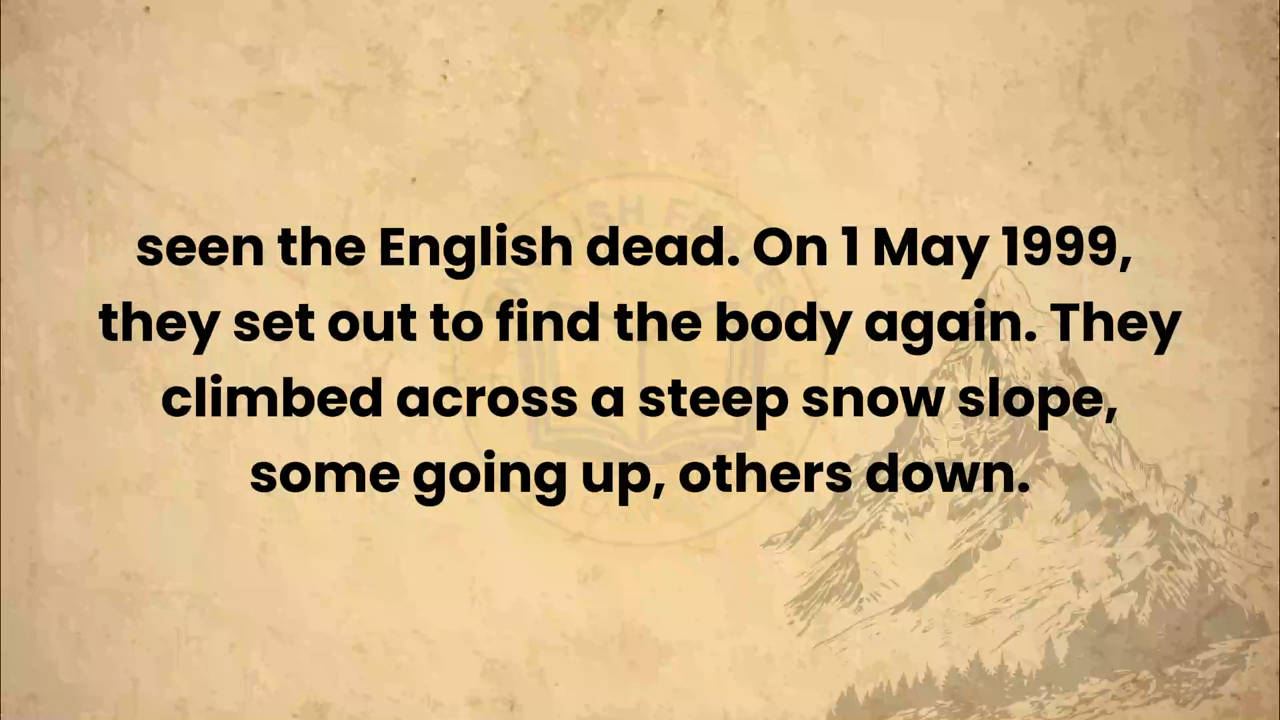 seen the English dead. On 1 May 1999,
they set out to find the body again. They
climbed across a steep snow slope,
some going up, others down.